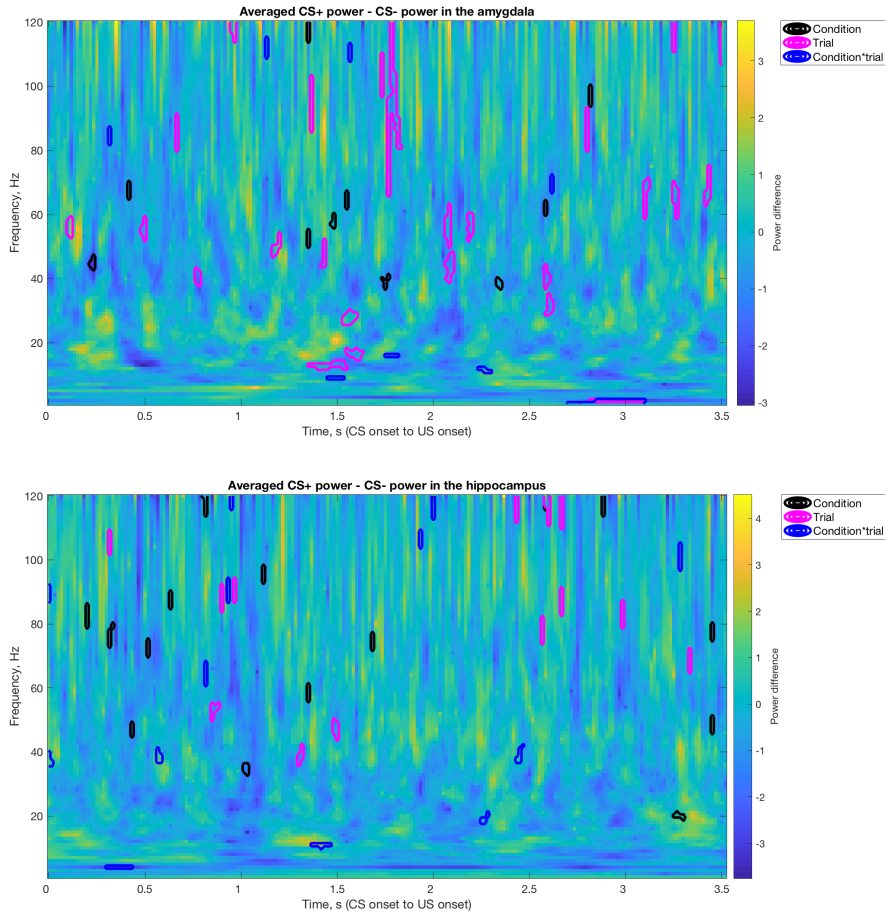 Averaged CS+ power - CS- power in the amygdala
Condition
Trial
Condition*trial
120
100
80
60
40
20
Frequency, Hz
0 0.5 1 1.5 2 2.5 3 3.5
Time, s (CS onset to US onset)
3
2
1
0
-1
-2
-3
Power difference
Averaged CS+ power - CS- power in the hippocampus
Condition
Trial
Condition*trial
120
100
80
60
40
20
Frequency, Hz
0 0.5 1 1.5 2 2.5 3 3.5
Time, s (CS onset to US onset)
4
3
2
1
0
-1
-2
-3
Power difference